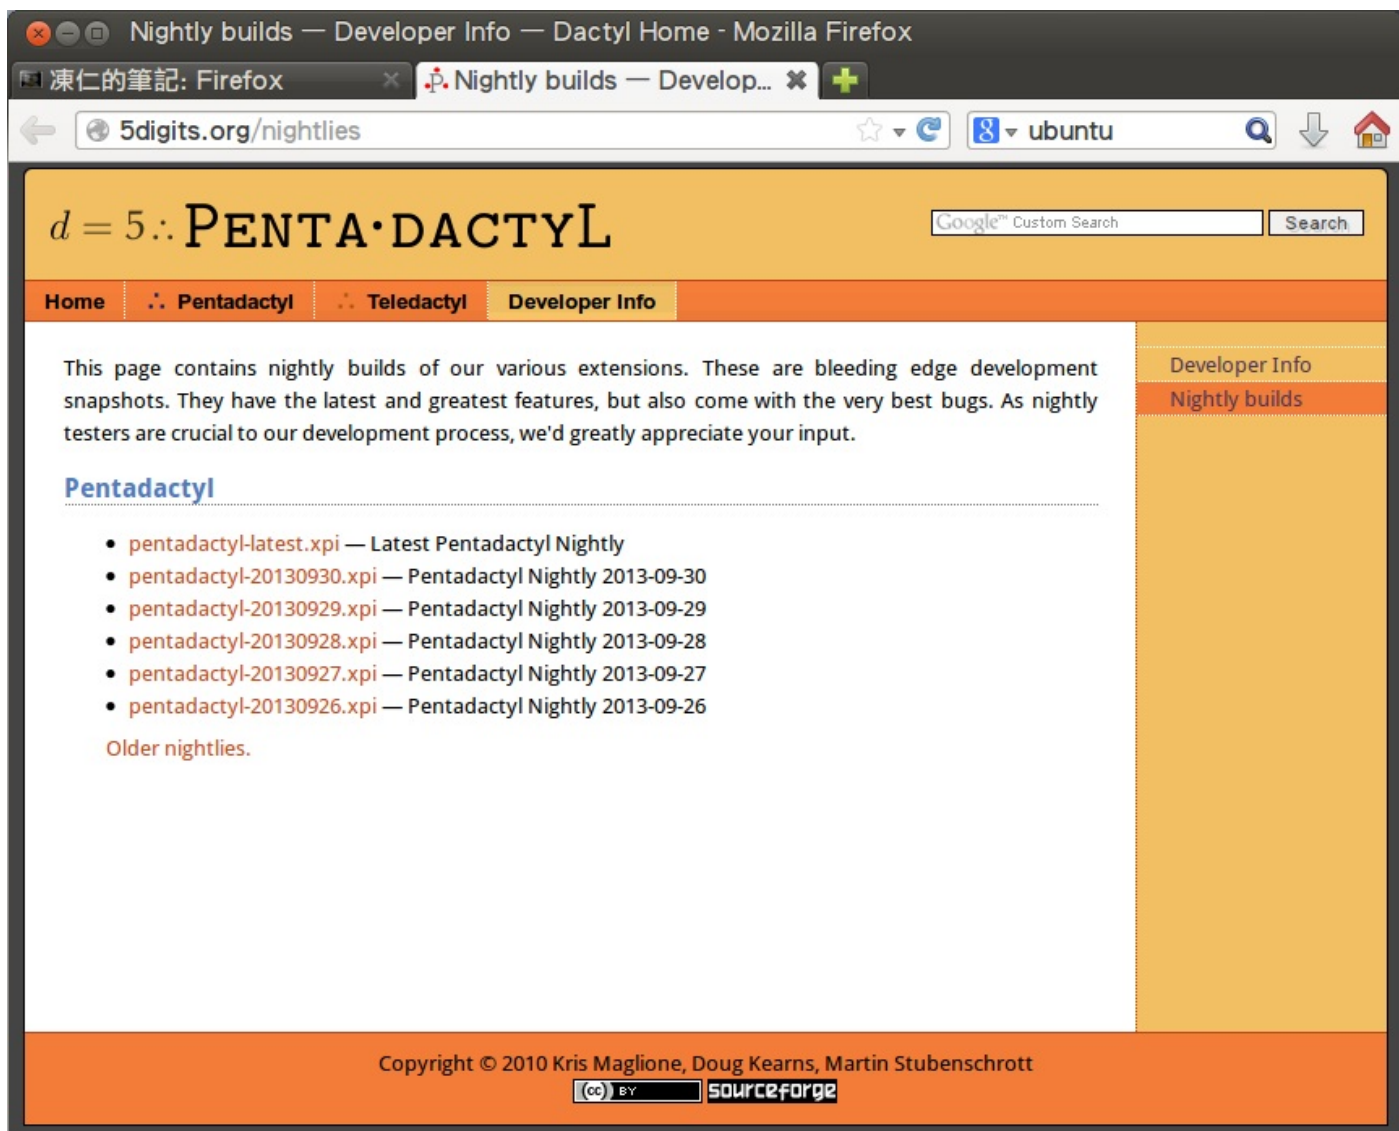 Nightly builds — Developer Info — Dactyl Home - Mozilla Firefox
凍仁的筆記: Firefox
Nightly builds — Develop...
5digits.org/nightlies
ubuntu
d = 5 ∴ PENTA·DACTYL
Google™ Custom Search
Search
Home
∴ Pentadactyl
∴ Teledactyl
Developer Info
This page contains nightly builds of our various extensions. These are bleeding edge development
snapshots. They have the latest and greatest features, but also come with the very best bugs. As nightly
testers are crucial to our development process, we'd greatly appreciate your input.
Developer Info
Nightly builds
Pentadactyl
• pentadactyl-latest.xpi — Latest Pentadactyl Nightly
• pentadactyl-20130930.xpi — Pentadactyl Nightly 2013-09-30
• pentadactyl-20130929.xpi — Pentadactyl Nightly 2013-09-29
• pentadactyl-20130928.xpi — Pentadactyl Nightly 2013-09-28
• pentadactyl-20130927.xpi — Pentadactyl Nightly 2013-09-27
• pentadactyl-20130926.xpi — Pentadactyl Nightly 2013-09-26
Older nightlies.
Copyright © 2010 Kris Maglione, Doug Kearns, Martin Stubenschrott
(cc) BY
sourceforge